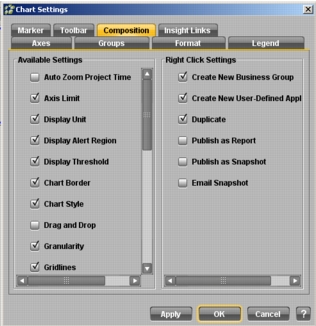 Chart Settings
Marker Toolbar Composition Insight Links
Axes Groups Format Legend
Available Settings
Auto Zoom Project Time
Axis Limit
Display Unit
Display Alert Region
Display Threshold
Chart Border
Chart Style
Drag and Drop
Granularity
Gridlines
Right Click Settings
Create New Business Group
Create New User-Defined Appl
Duplicate
Publish as Report
Publish as Snapshot
Email Snapshot
Apply OK Cancel ?